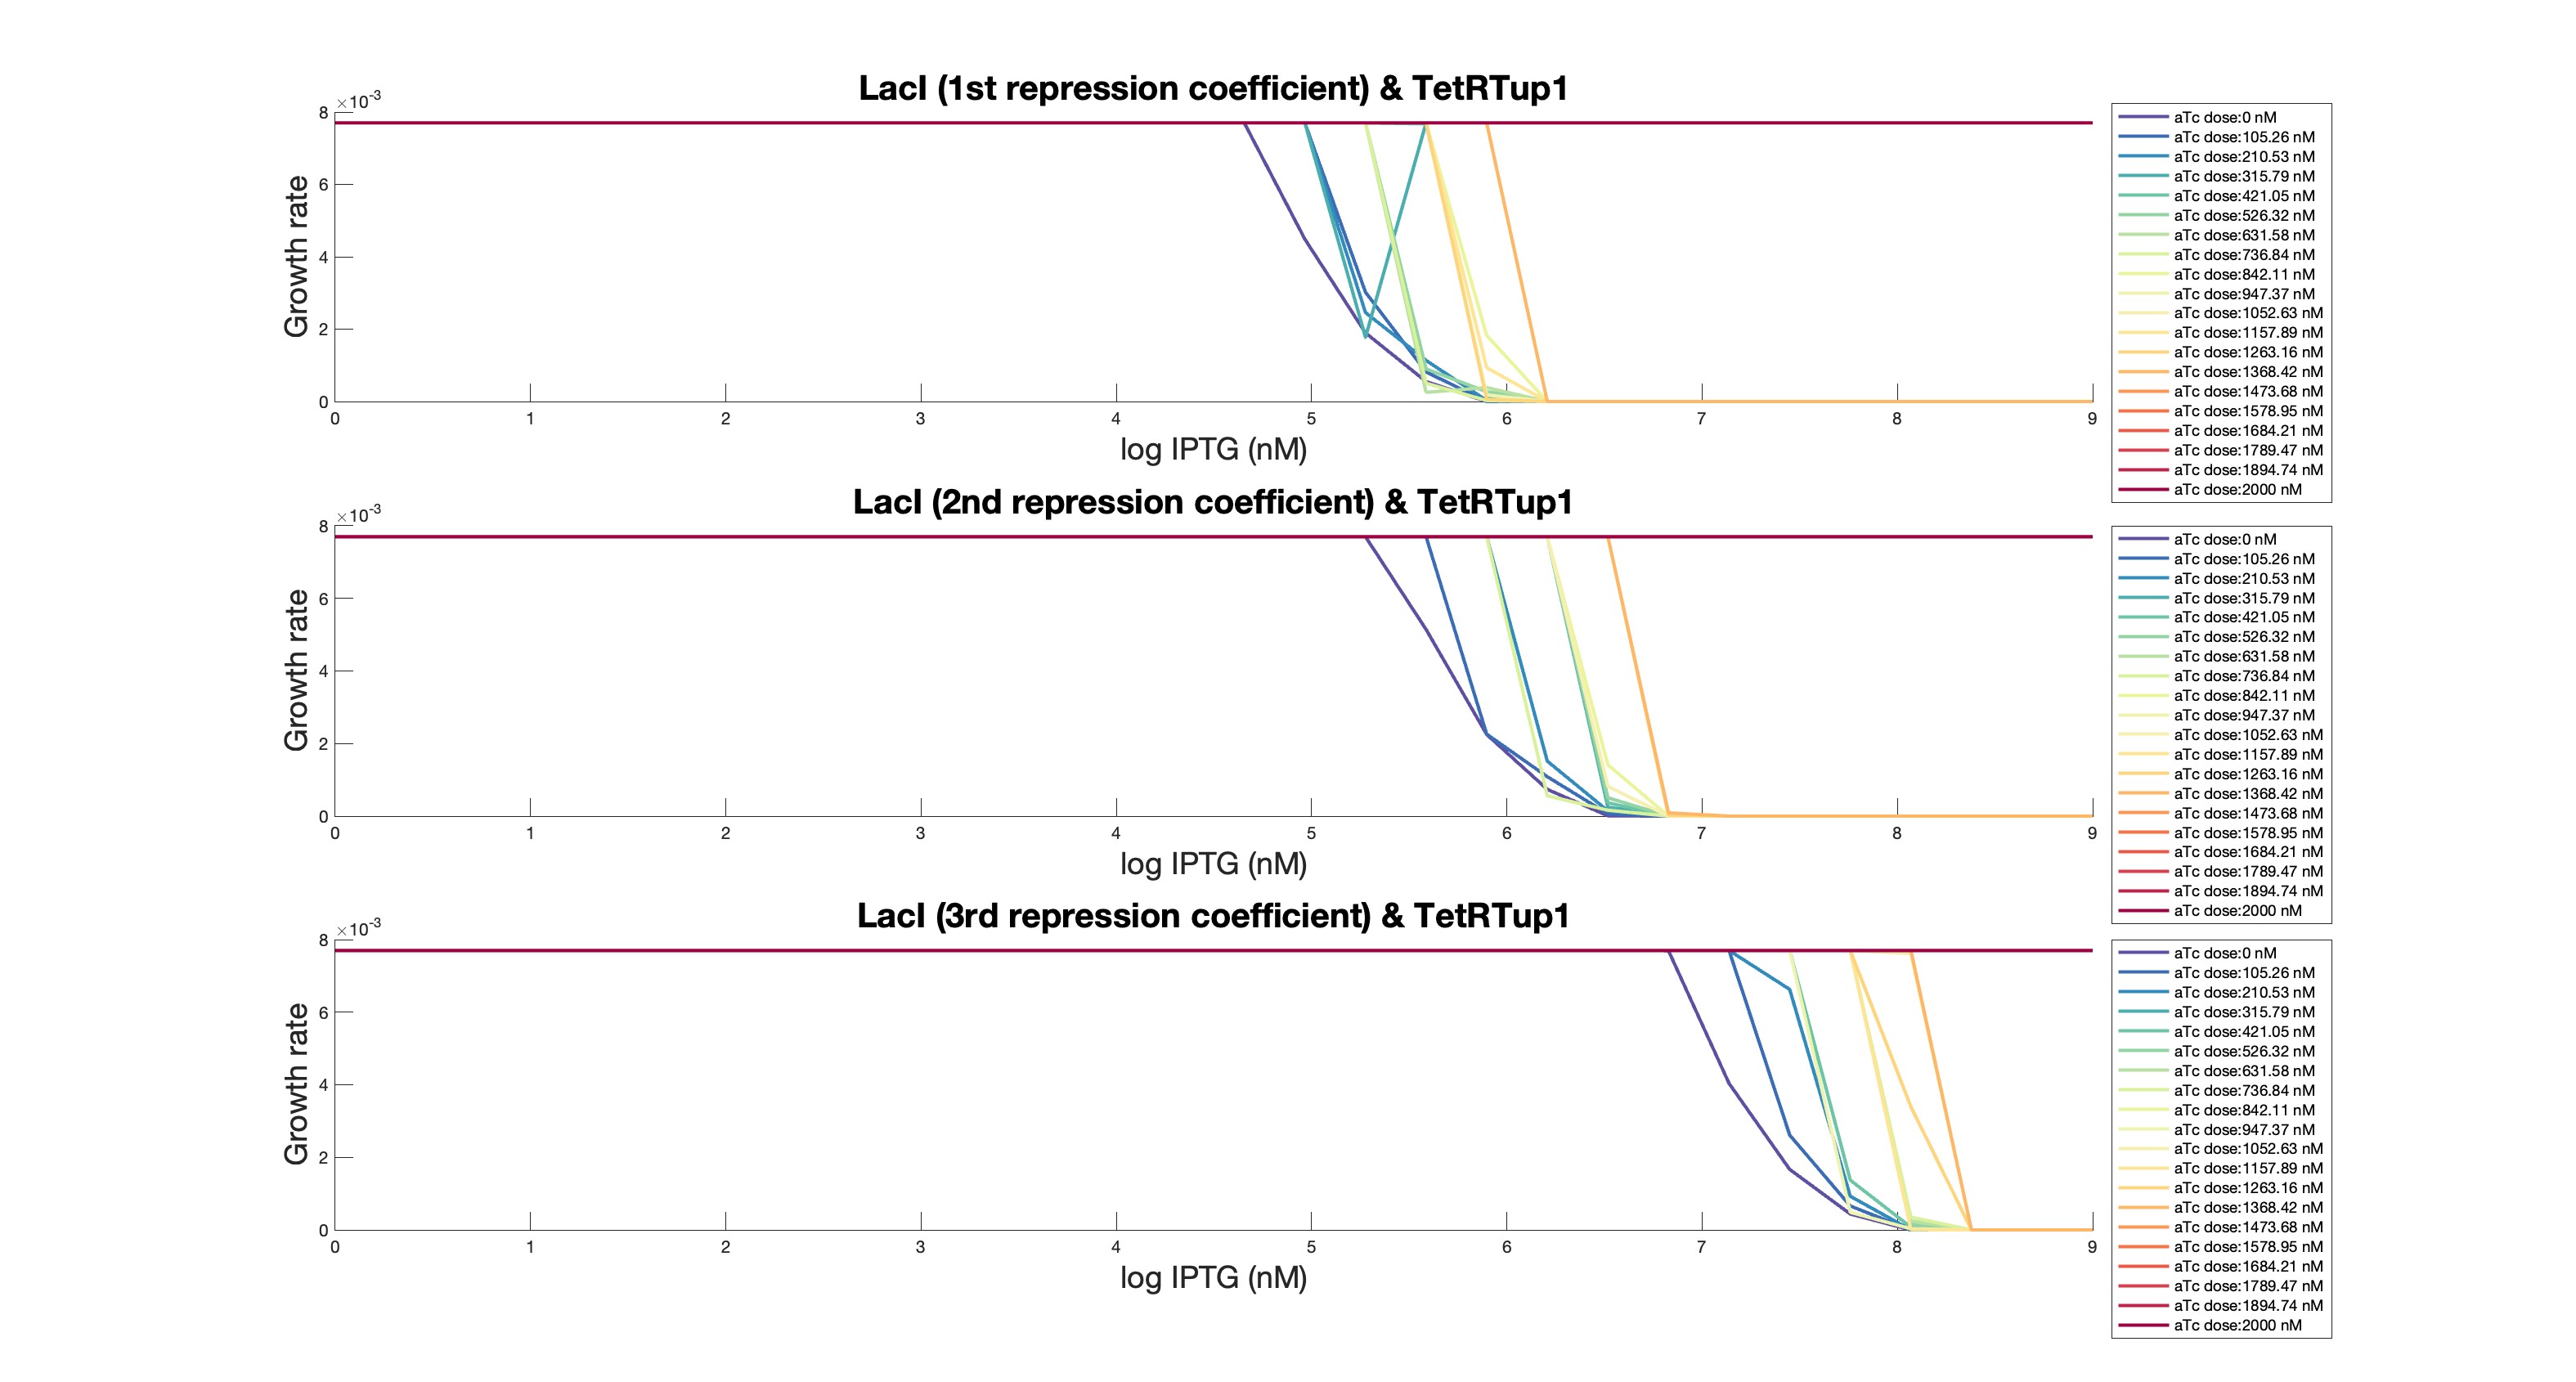 LacI (1st repression coefficient) & TetRTup1
×10-3
8
6
4
2
0
Growth rate
0 1 2 3 4 5 6 7 8 9
log IPTG (nM)
aTc dose:0 nM
aTc dose:105.26 nM
aTc dose:210.53 nM
aTc dose:315.79 nM
aTc dose:421.05 nM
aTc dose:526.32 nM
aTc dose:631.58 nM
aTc dose:736.84 nM
aTc dose:842.11 nM
aTc dose:947.37 nM
aTc dose:1052.63 nM
aTc dose:1157.89 nM
aTc dose:1263.16 nM
aTc dose:1368.42 nM
aTc dose:1473.68 nM
aTc dose:1578.95 nM
aTc dose:1684.21 nM
aTc dose:1789.47 nM
aTc dose:1894.74 nM
aTc dose:2000 nM
LacI (2nd repression coefficient) & TetRTup1
×10-3
8
6
4
2
0
Growth rate
0 1 2 3 4 5 6 7 8 9
log IPTG (nM)
aTc dose:0 nM
aTc dose:105.26 nM
aTc dose:210.53 nM
aTc dose:315.79 nM
aTc dose:421.05 nM
aTc dose:526.32 nM
aTc dose:631.58 nM
aTc dose:736.84 nM
aTc dose:842.11 nM
aTc dose:947.37 nM
aTc dose:1052.63 nM
aTc dose:1157.89 nM
aTc dose:1263.16 nM
aTc dose:1368.42 nM
aTc dose:1473.68 nM
aTc dose:1578.95 nM
aTc dose:1684.21 nM
aTc dose:1789.47 nM
aTc dose:1894.74 nM
aTc dose:2000 nM
LacI (3rd repression coefficient) & TetRTup1
×10-3
8
6
4
2
0
Growth rate
0 1 2 3 4 5 6 7 8 9
log IPTG (nM)
aTc dose:0 nM
aTc dose:105.26 nM
aTc dose:210.53 nM
aTc dose:315.79 nM
aTc dose:421.05 nM
aTc dose:526.32 nM
aTc dose:631.58 nM
aTc dose:736.84 nM
aTc dose:842.11 nM
aTc dose:947.37 nM
aTc dose:1052.63 nM
aTc dose:1157.89 nM
aTc dose:1263.16 nM
aTc dose:1368.42 nM
aTc dose:1473.68 nM
aTc dose:1578.95 nM
aTc dose:1684.21 nM
aTc dose:1789.47 nM
aTc dose:1894.74 nM
aTc dose:2000 nM